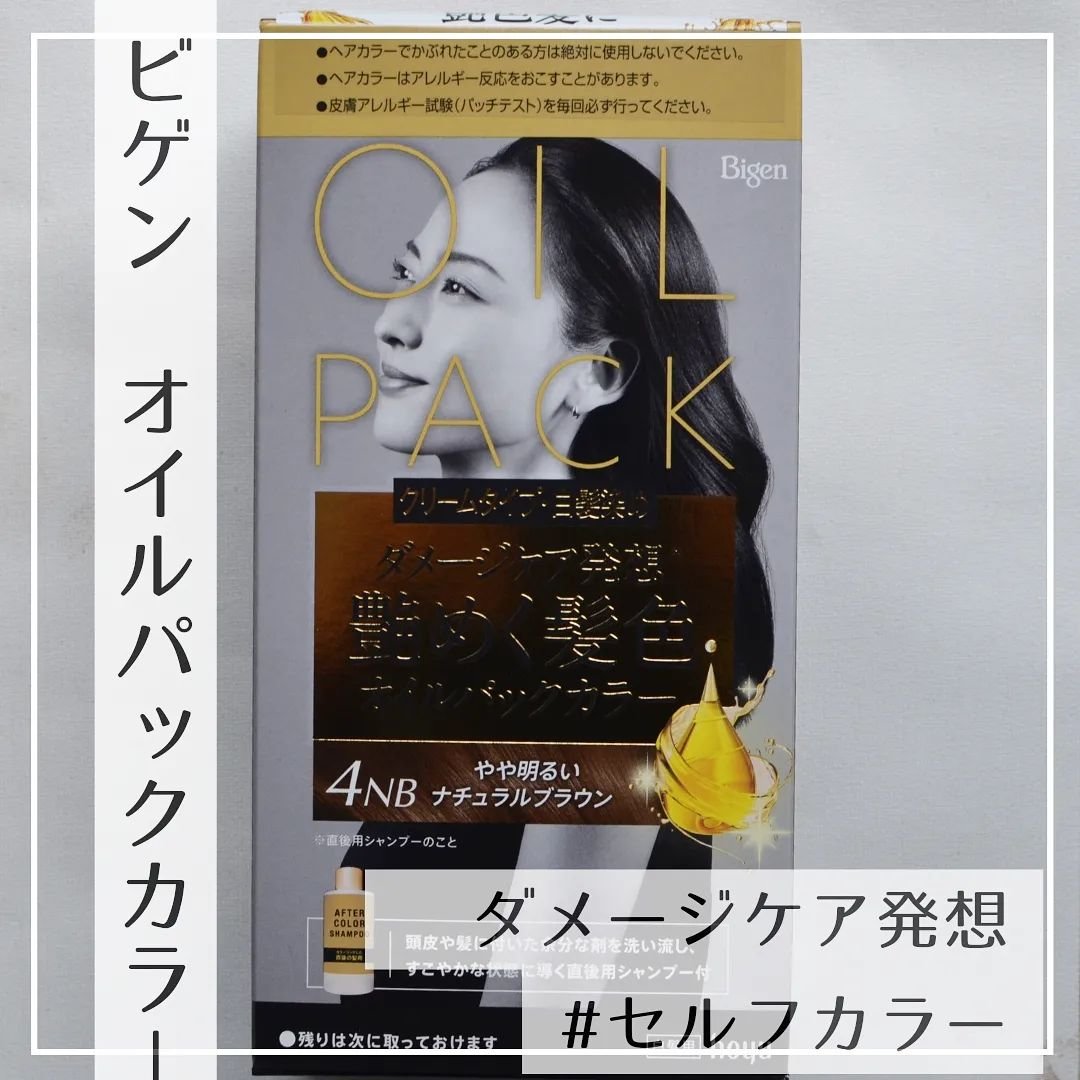 ビゲン オイルパックカラー
艶色髪に
●ヘアカラーでかぶれたことのある方は絶対に使用しないでください。
●ヘアカラーはアレルギー反応をおこすことがあります。
●皮膚アレルギー試験(パッチテスト)を毎回必ず行ってください。
Bigen
OIL
PACK
クリームタイプ・白髪染め
ダメージケア発想*
艶めく髪色
オイルパックカラー
4NB
やや明るい
ナチュラルブラウン
※直後用シャンプーのこと
AFTER
COLOR
SHAMPOO
頭皮や髪に付いた余分な剤を洗い流し、
すこやかな状態に導く直後用シャンプー付
●残りは次に取っておけます
hoyu
ダメージケア発想
#セルフカラー